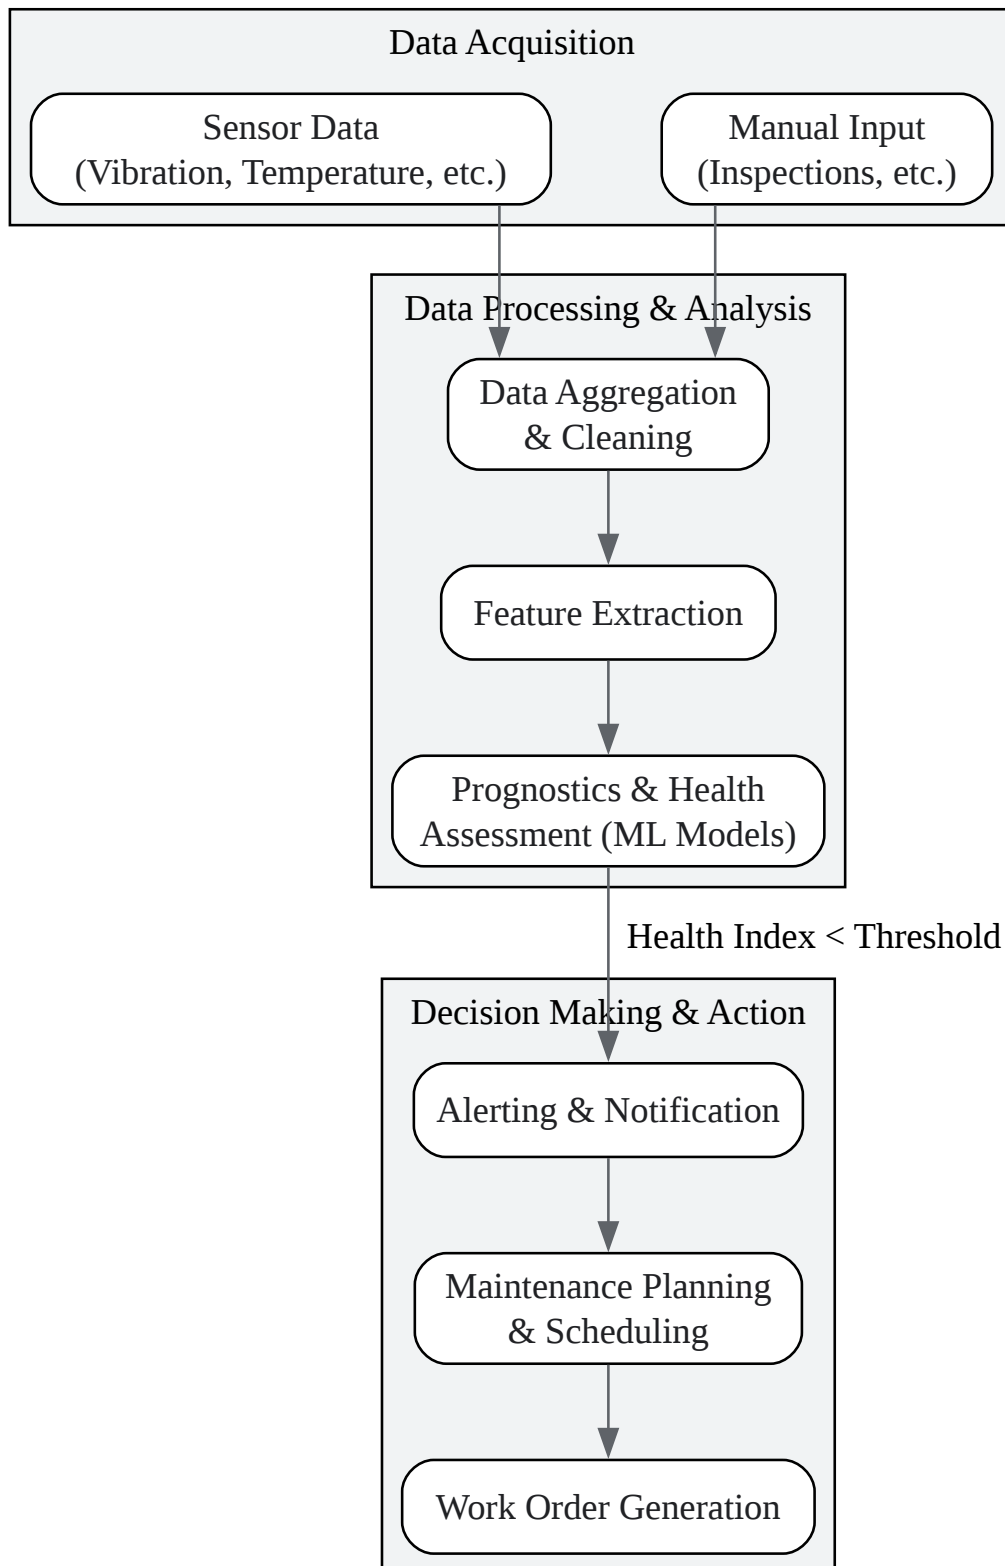 Data Acquisition
Sensor Data
(Vibration, Temperature, etc.)
Manual Input
(Inspections, etc.)
Data Processing & Analysis
Data Aggregation
& Cleaning
Feature Extraction
Prognostics & Health
Assessment (ML Models)
Health Index < Threshold
Decision Making & Action
Alerting & Notification
Maintenance Planning
& Scheduling
Work Order Generation